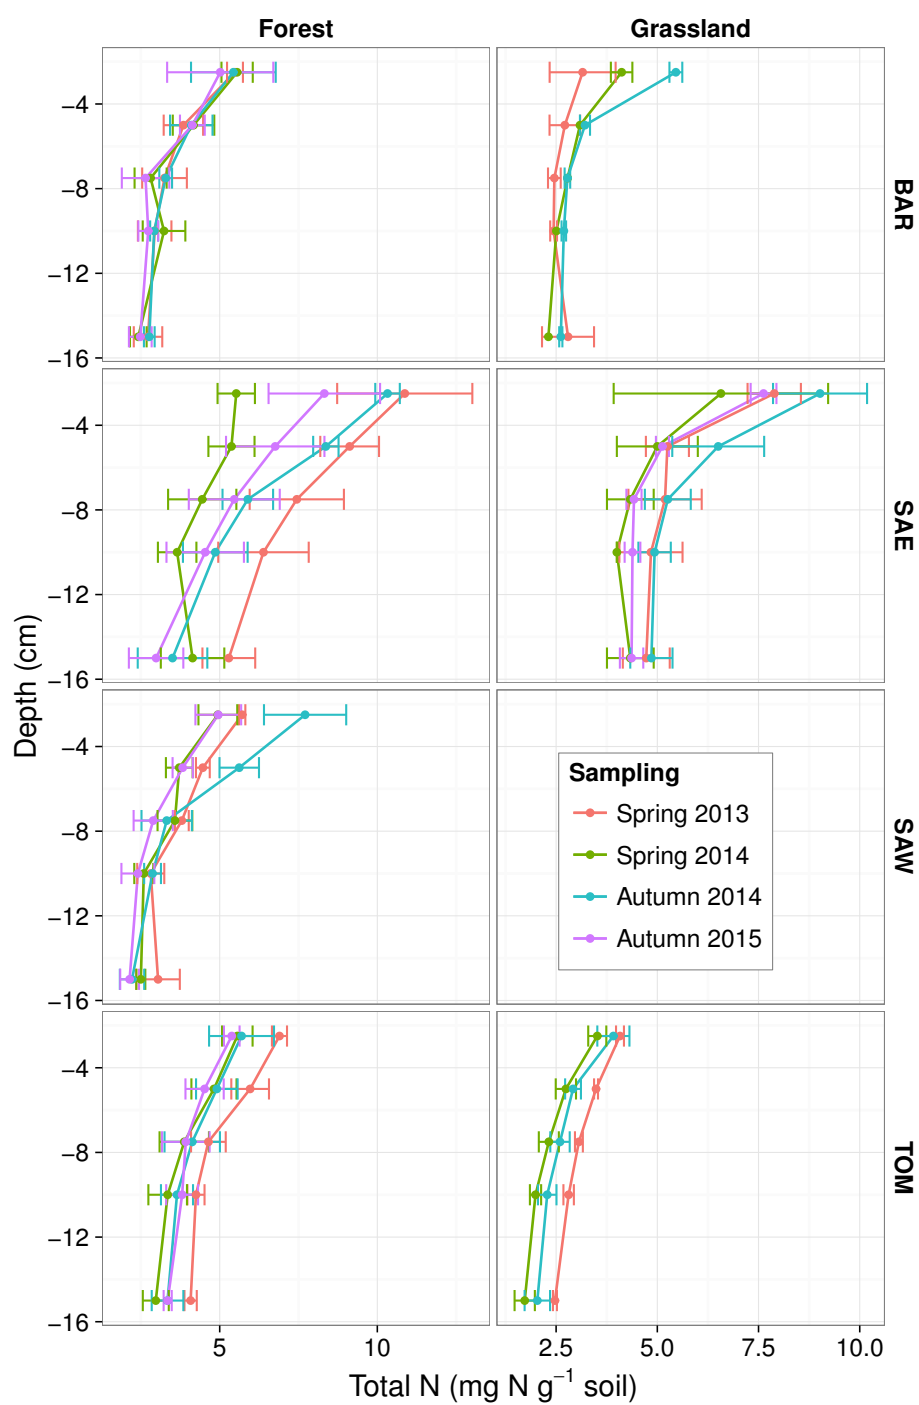 Forest Grassland
−4
−8
−12
−16
BAR
−4
−8
−12
−16
SAE
−4
−8
−12
−16
SAW
Sampling
Spring 2013
Spring 2014
Autumn 2014
Autumn 2015
−4
−8
−12
−16
TOM
Depth (cm)
5 10 2.5 5.0 7.5 10.0
Total N (mg N g⁻¹ soil)